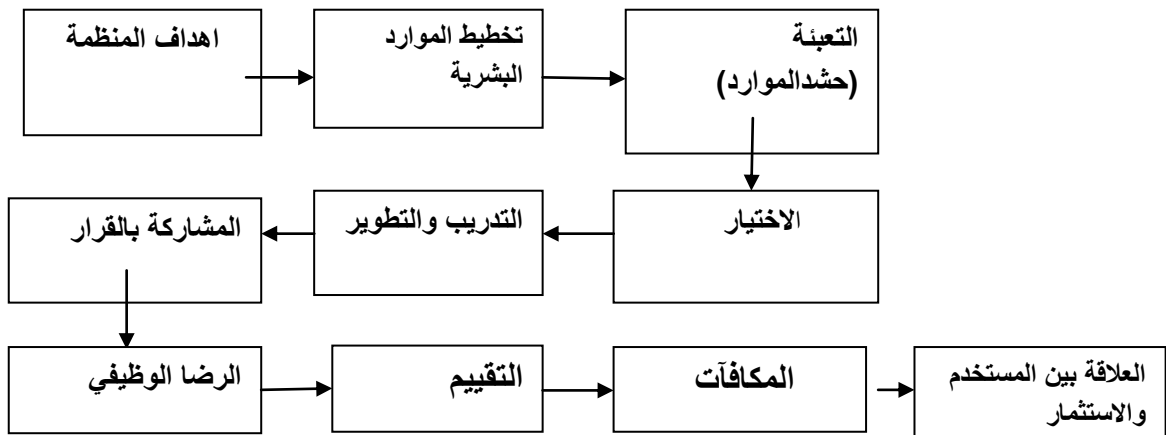 اهداف المنظمة
تخطيط الموارد
البشرية
التعبئة
(حشدالموارد)
الاختيار
التدريب والتطوير
المشاركة بالقرار
الرضا الوظيفي
التقييم
المكافآت
العلاقة بين المستخدم
والاستثمار